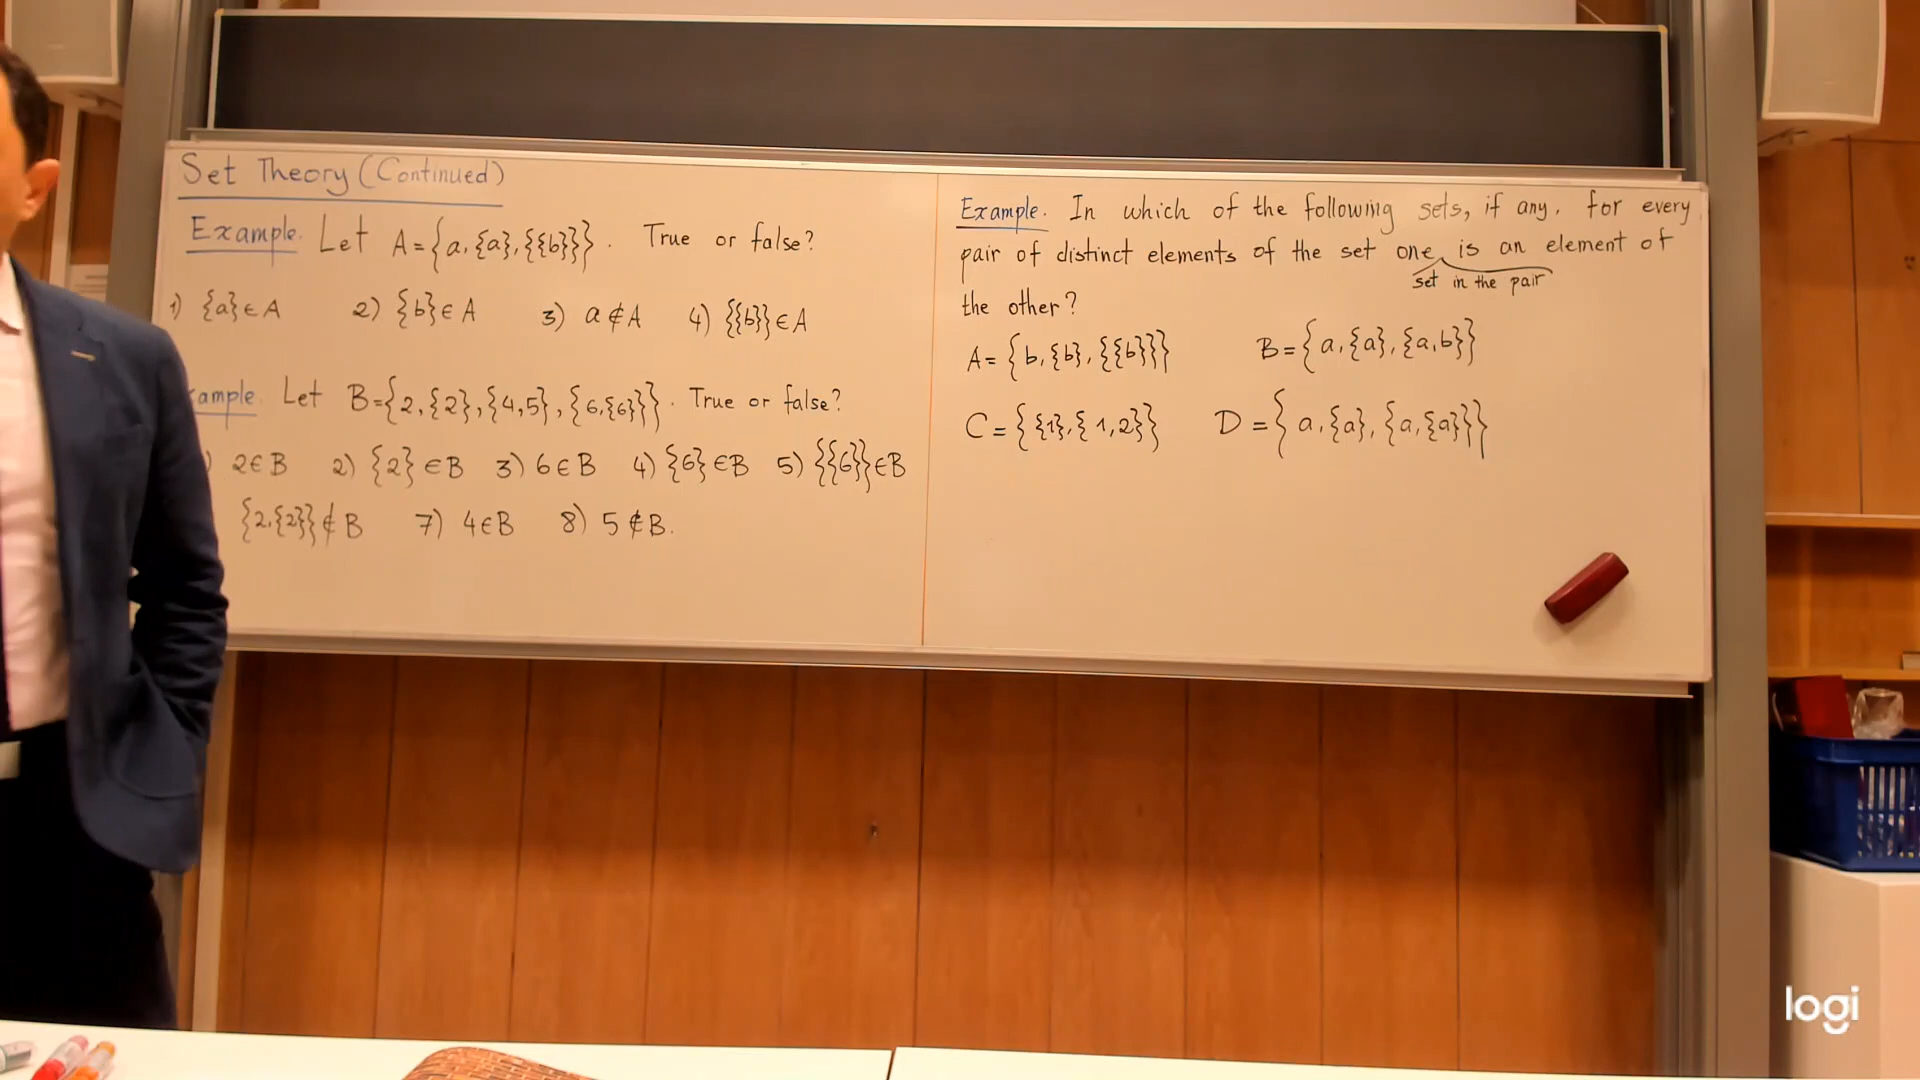 Set Theory (Continued)
Example. Let A={a,{a},{{b}}}. True or false?
1) {a}∈A 2) {b}∈A 3) a∉A 4) {{b}}∈A
ample. Let B={2,{2},{4,5},{6,{6}}}. True or false?
) 2∈B 2) {2}∈B 3) 6∈B 4) {6}∈B 5) {{6}}∈B
{2,{2}}∉B 7) 4∈B 8) 5∉B.
Example. In which of the following sets, if any, for every
pair of distinct elements of the set one is an element of
set in the pair
the other?
A={b,{b},{{b}}} B={a,{a},{a,b}}
C={{1},{1,2}} D={a,{a},{a,{a}}}
logi